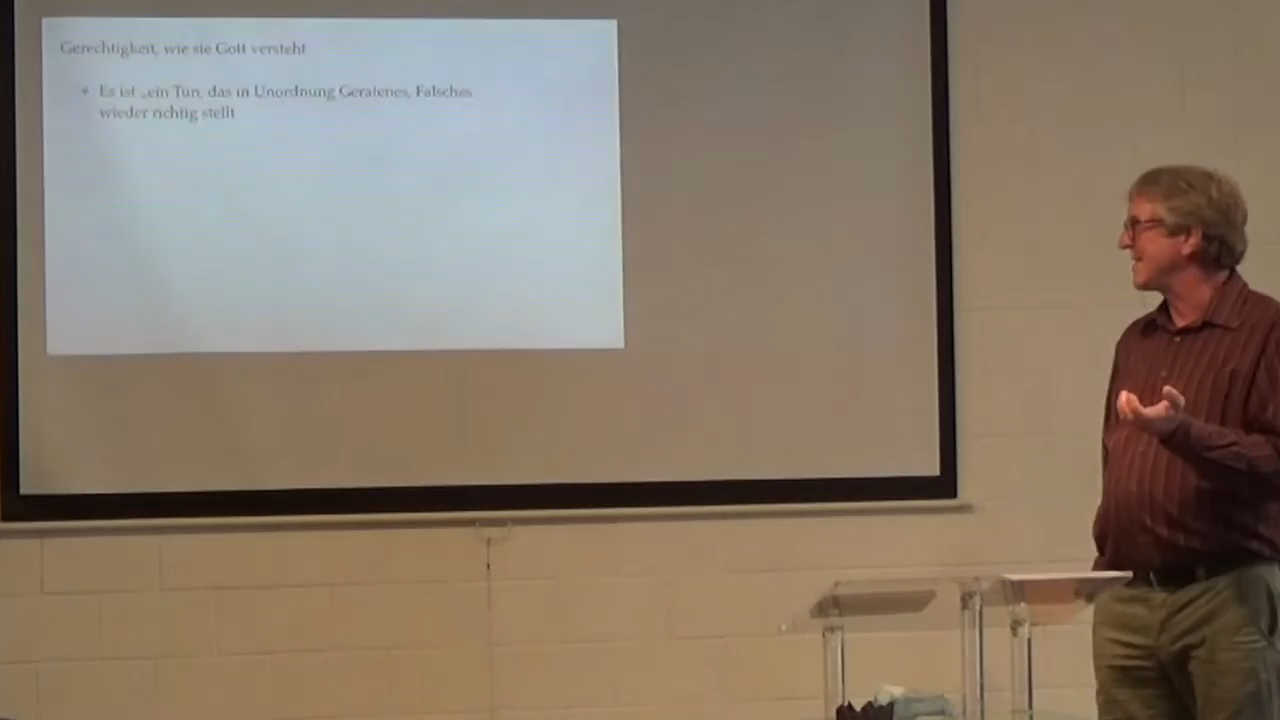 Gerechtigkeit, wie sie Gott versteht
Es ist „ein Tun, das in Unordnung Geratenes, Falsches
wieder richtig stellt